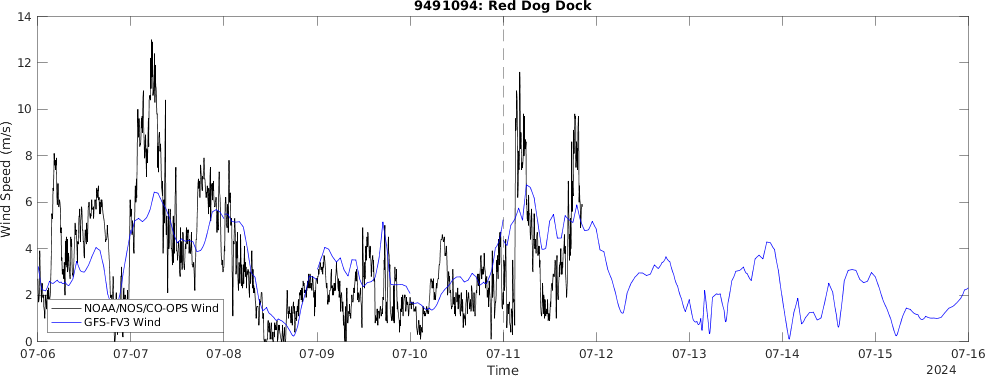 9491094: Red Dog Dock
14
12
10
8
6
4
2
0
Wind Speed (m/s)
NOAA/NOS/CO-OPS Wind
GFS-FV3 Wind
07-06 07-07 07-08 07-09 07-10 07-11 07-12 07-13 07-14 07-15 07-16
Time
2024